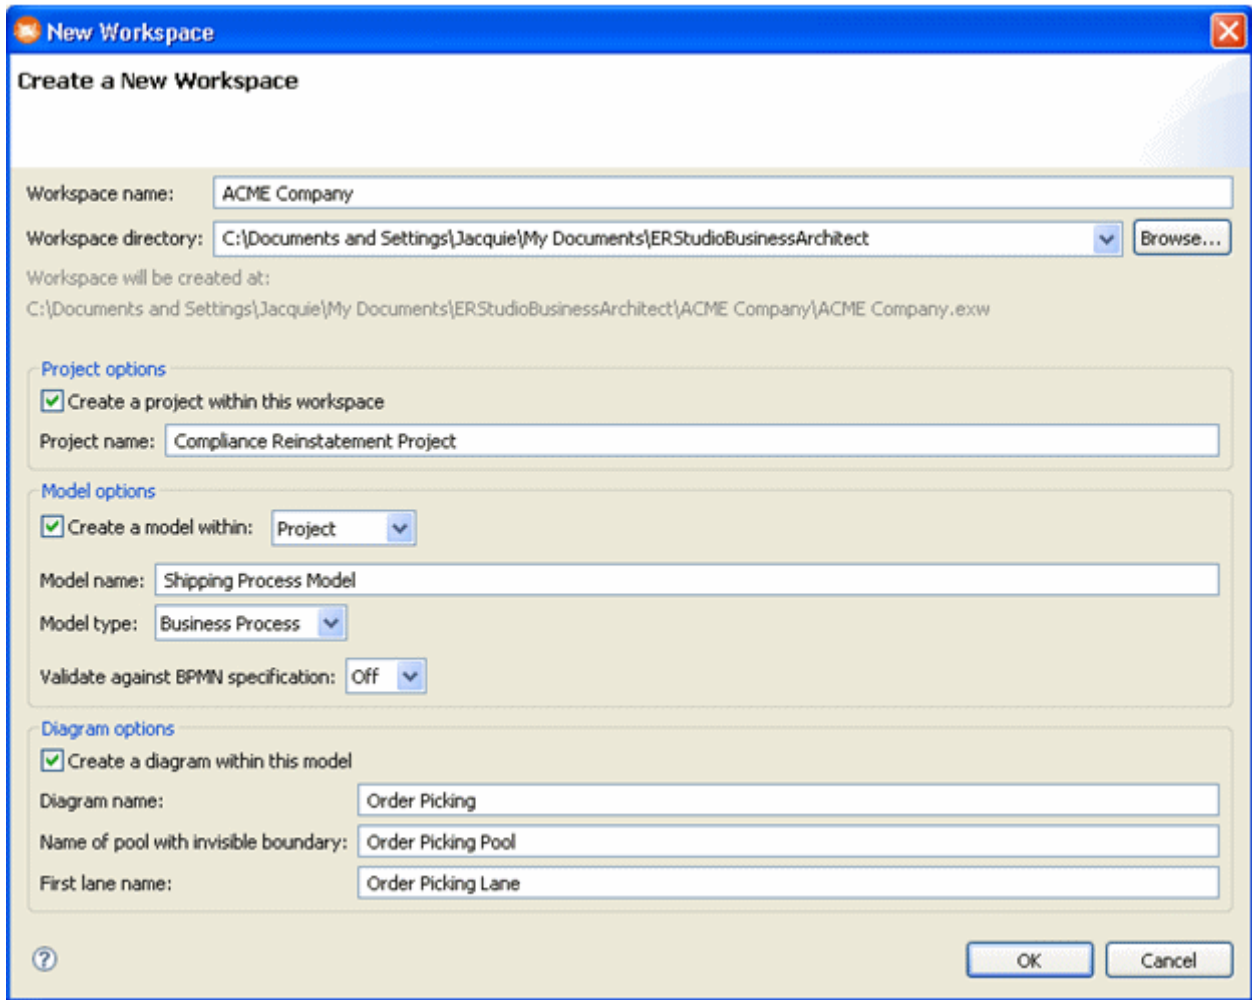 New Workspace
Create a New Workspace
Workspace name: ACME Company
Workspace directory: C:\Documents and Settings\Jacquie\My Documents\ERStudioBusinessArchitect Browse...
Workspace will be created at:
C:\Documents and Settings\Jacquie\My Documents\ERStudioBusinessArchitect\ACME Company\ACME Company.exw
Project options
Create a project within this workspace
Project name: Compliance Reinstatement Project
Model options
Create a model within: Project
Model name: Shipping Process Model
Model type: Business Process
Validate against BPMN specification: Off
Diagram options
Create a diagram within this model
Diagram name: Order Picking
Name of pool with invisible boundary: Order Picking Pool
First lane name: Order Picking Lane
? OK Cancel